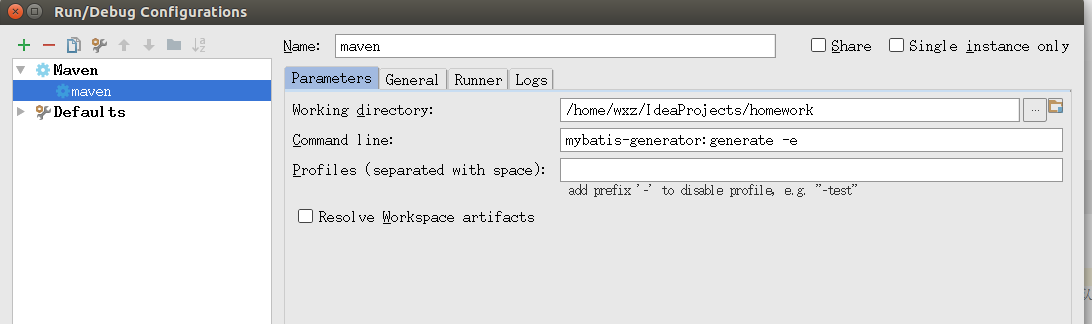 Run/Debug Configurations
Name: maven
Share
Single instance only
Maven
maven
Defaults
Parameters General Runner Logs
Working directory: /home/wxz/IdeaProjects/homework ...
Command line: mybatis-generator:generate -e
Profiles (separated with space):
add prefix '-' to disable profile, e.g. "-test"
Resolve Workspace artifacts